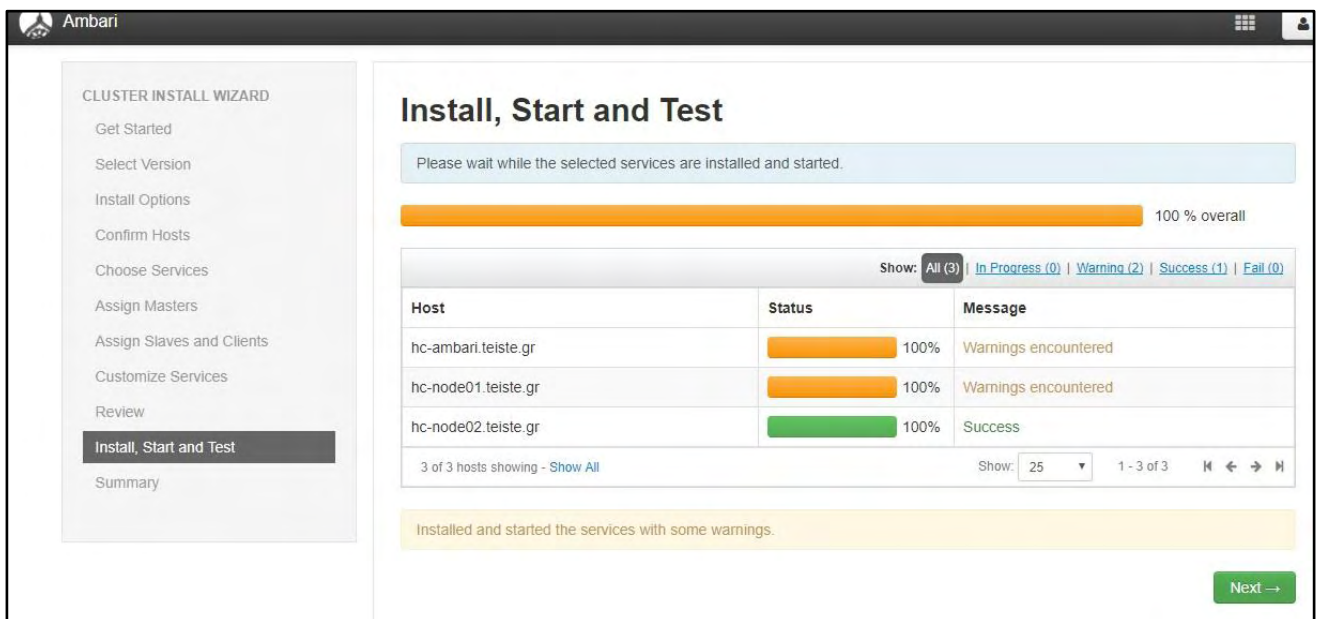 Ambari
CLUSTER INSTALL WIZARD
Get Started
Select Version
Install Options
Confirm Hosts
Choose Services
Assign Masters
Assign Slaves and Clients
Customize Services
Review
Install, Start and Test
Summary
Install, Start and Test
Please wait while the selected services are installed and started.
100 % overall
Show: All (3) | In Progress (0) | Warning (2) | Success (1) | Fail (0)
Host Status Message
hc-ambari.teiste.gr 100% Warnings encountered
hc-node01.teiste.gr 100% Warnings encountered
hc-node02.teiste.gr 100% Success
3 of 3 hosts showing - Show All Show: 25 1 - 3 of 3
Installed and started the services with some warnings.
Next →